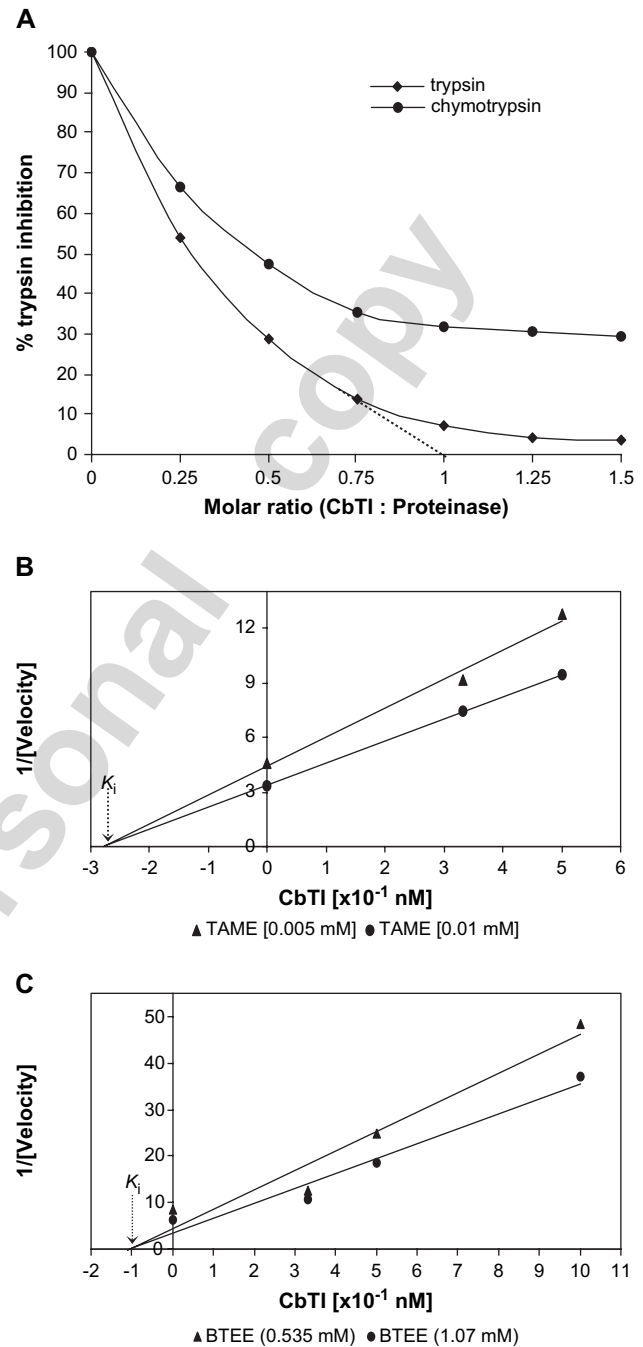 A
100
90
80
70
60
50
40
30
20
10
0
% trypsin inhibition
trypsin
chymotrypsin
0 0.25 0.5 0.75 1 1.25 1.5
Molar ratio (CbTI : Proteinase)
copy
B
12
9
6
3
0
1/[Velocity]
Ki
-3 -2 -1 0 1 2 3 4 5 6
CbTI [x10-1 nM]
▲ TAME [0.005 mM] ● TAME [0.01 mM]
personal
C
50
40
30
20
10
0
1/[Velocity]
Ki
-2 -1 0 1 2 3 4 5 6 7 8 9 10 11
CbTI [x10-1 nM]
▲ BTEE (0.535 mM) ● BTEE (1.07 mM)